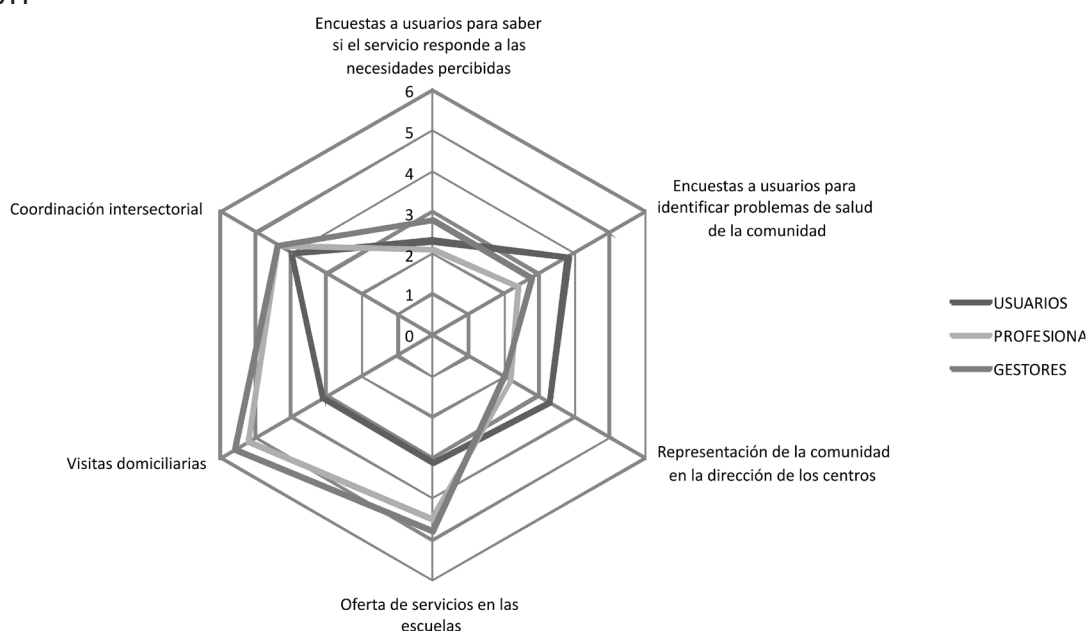 Encuestas a usuarios para saber
si el servicio responde a las
necesidades percibidas
6
5
4
3
2
1
0
Encuestas a usuarios para
identificar problemas de salud
de la comunidad
Coordinación intersectorial
USUARIOS
PROFESIONA
GESTORES
Representación de la comunidad
en la dirección de los centros
Visitas domiciliarias
Oferta de servicios en las
escuelas